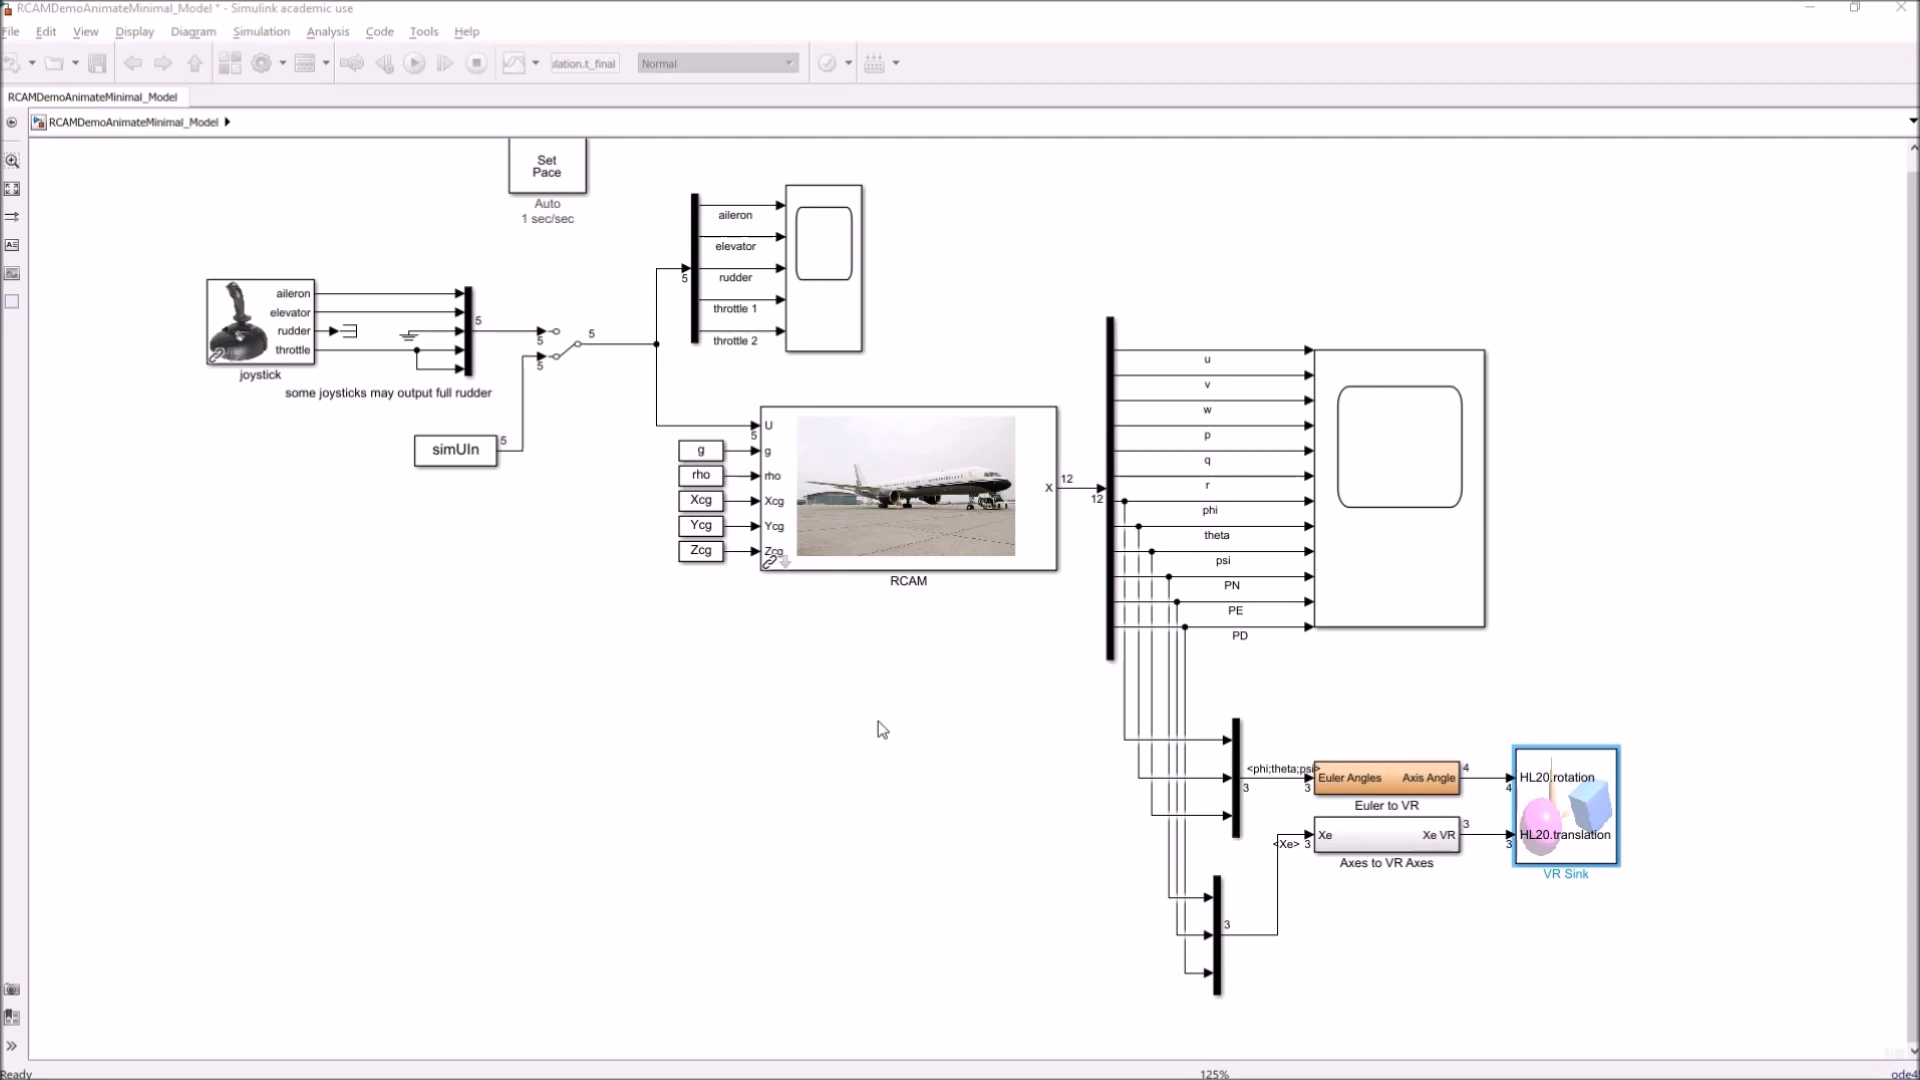 RCAMDemoAnimateMinimal_Model * - Simulink academic use
File Edit View Display Diagram Simulation Analysis Code Tools Help
ılation.t_final Normal
RCAMDemoAnimateMinimal_Model
RCAMDemoAnimateMinimal_Model
Set
Pace
Auto
1 sec/sec
aileron
elevator
rudder
throttle 1
throttle 2
5
aileron
elevator
rudder
throttle
joystick
some joysticks may output full rudder
5
5
5
5
simUIn
5
g
rho
Xcg
Ycg
Zcg
U
5
g
rho
Xcg
Ycg
Zcg
X
RCAM
12
12
u
v
w
p
q
r
phi
theta
psi
PN
PE
PD
<phi;theta;psi>
3
3
Euler Angles Axis Angle
4
Euler to VR
<Xe> 3
Xe Xe VR
3
Axes to VR Axes
3
HL20.rotation
4
HL20.translation
3
VR Sink
Ready
125%
ode4